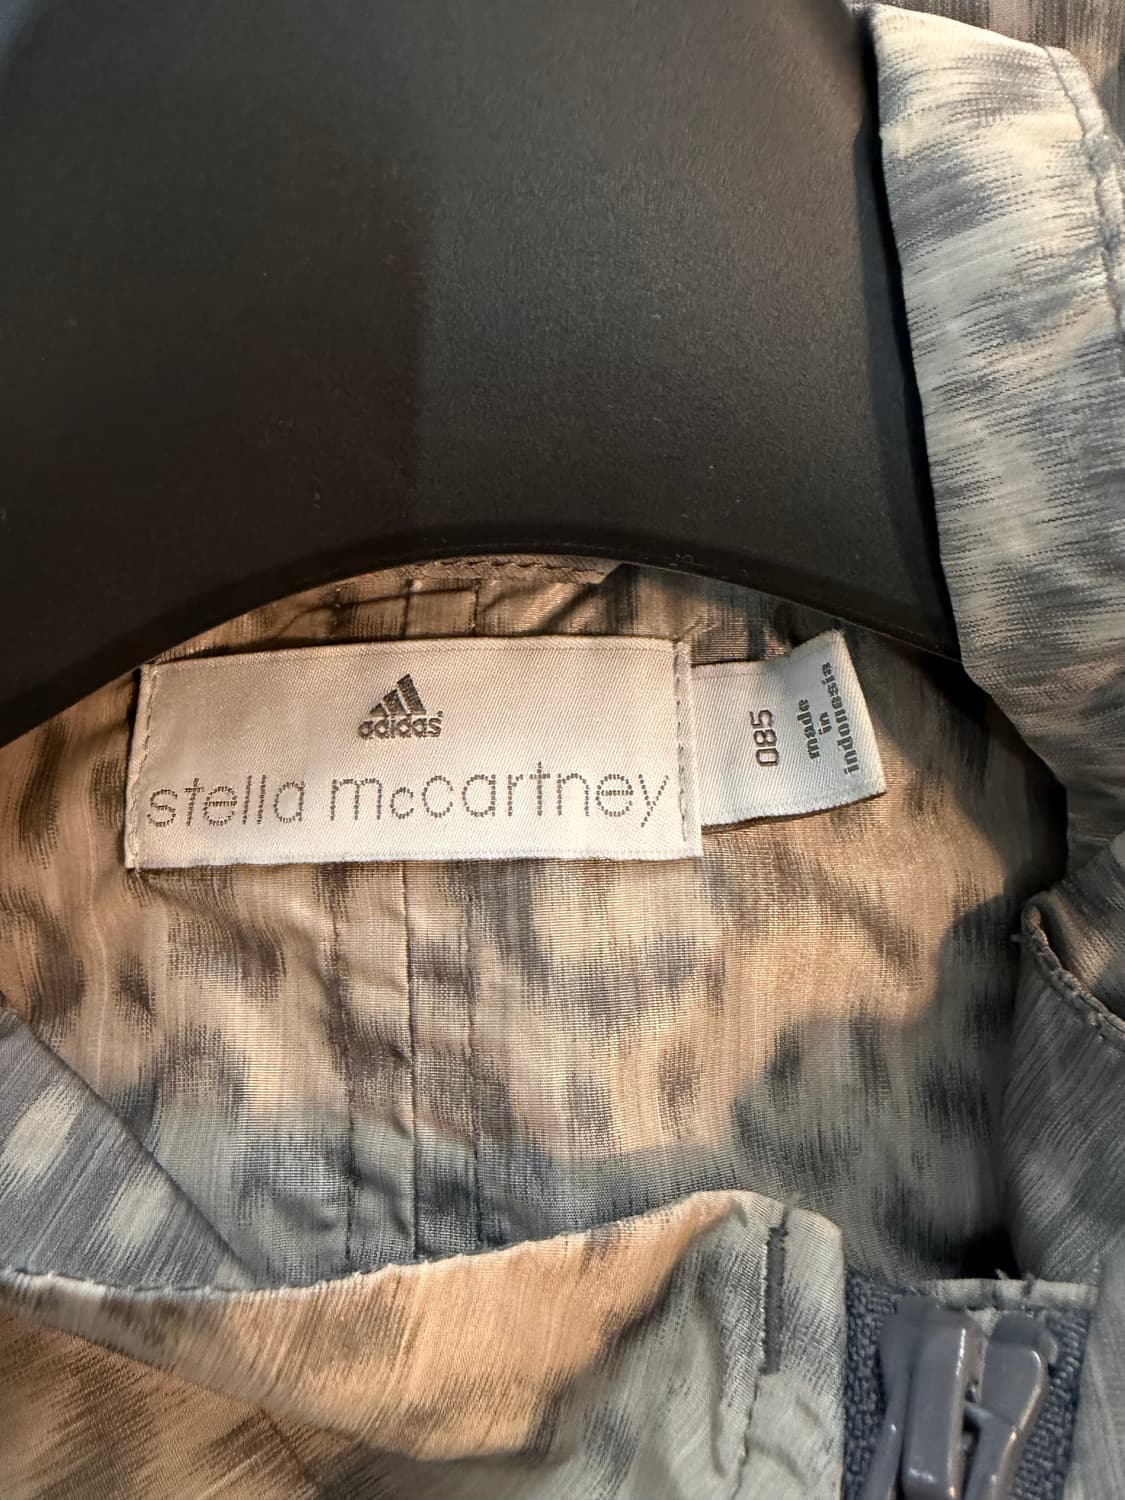 adidas
stella mccartney
085
made
in
indonesia